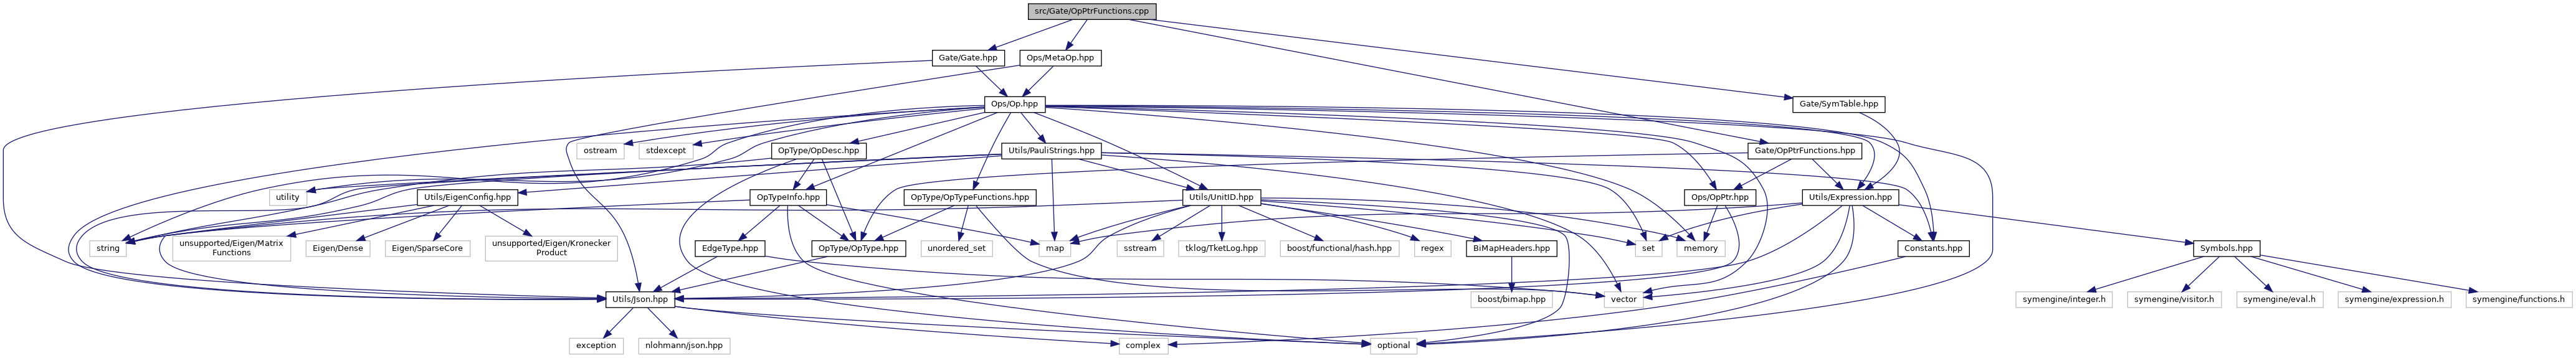 src/Gate/OpPtrFunctions.cpp
Gate/Gate.hpp
Ops/MetaOp.hpp
Ops/Op.hpp
Gate/SymTable.hpp
ostream
stdexcept
OpType/OpDesc.hpp
Utils/PauliStrings.hpp
Gate/OpPtrFunctions.hpp
utility
Utils/EigenConfig.hpp
OpTypeInfo.hpp
OpType/OpTypeFunctions.hpp
Utils/UnitID.hpp
Ops/OpPtr.hpp
Utils/Expression.hpp
string
unsupported/Eigen/Matrix
Functions
Eigen/Dense
Eigen/SparseCore
unsupported/Eigen/Kronecker
Product
EdgeType.hpp
OpType/OpType.hpp
unordered_set
map
sstream
tklog/TketLog.hpp
boost/functional/hash.hpp
regex
BiMapHeaders.hpp
set
memory
Constants.hpp
Symbols.hpp
Utils/Json.hpp
boost/bimap.hpp
vector
symengine/integer.h
symengine/visitor.h
symengine/eval.h
symengine/expression.h
symengine/functions.h
exception
nlohmann/json.hpp
complex
optional